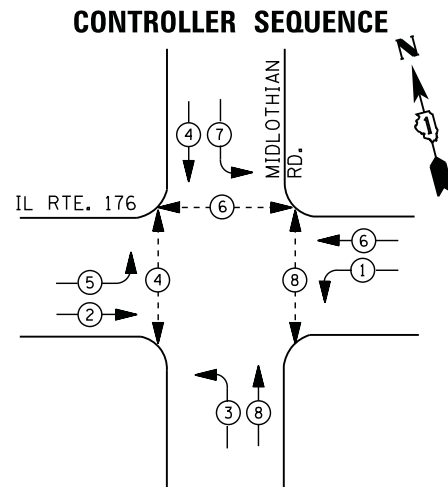 CONTROLLER SEQUENCE
N
1
MIDLOTHIAN
RD.
4
7
IL RTE. 176
6
6
5
4
8
1
2
3
8